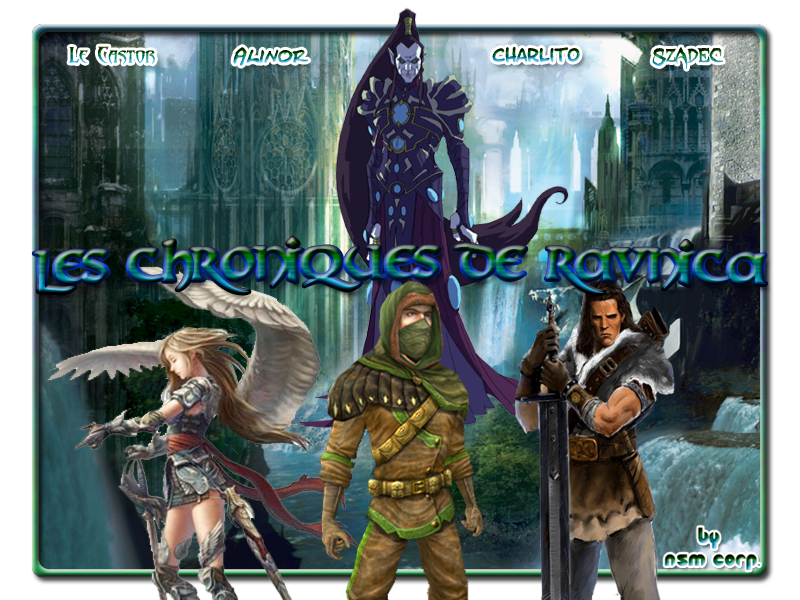 Le Castor
Alinor
Charlito
Szadec
Les Chroniques de Ravnica
by
nsm corp.